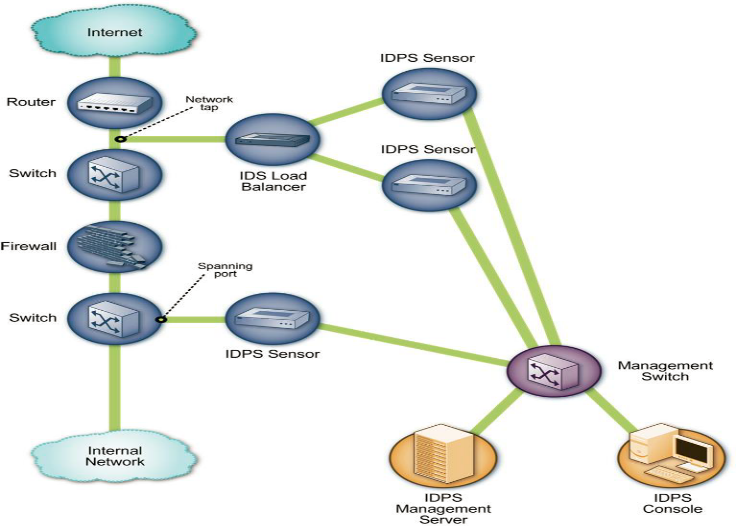 Internet
IDPS Sensor
Router
Network
tap
IDPS Sensor
Switch
IDS Load
Balancer
Firewall
Spanning
port
Switch
IDPS Sensor
Management
Switch
Internal
Network
IDPS
Management
Server
IDPS
Console